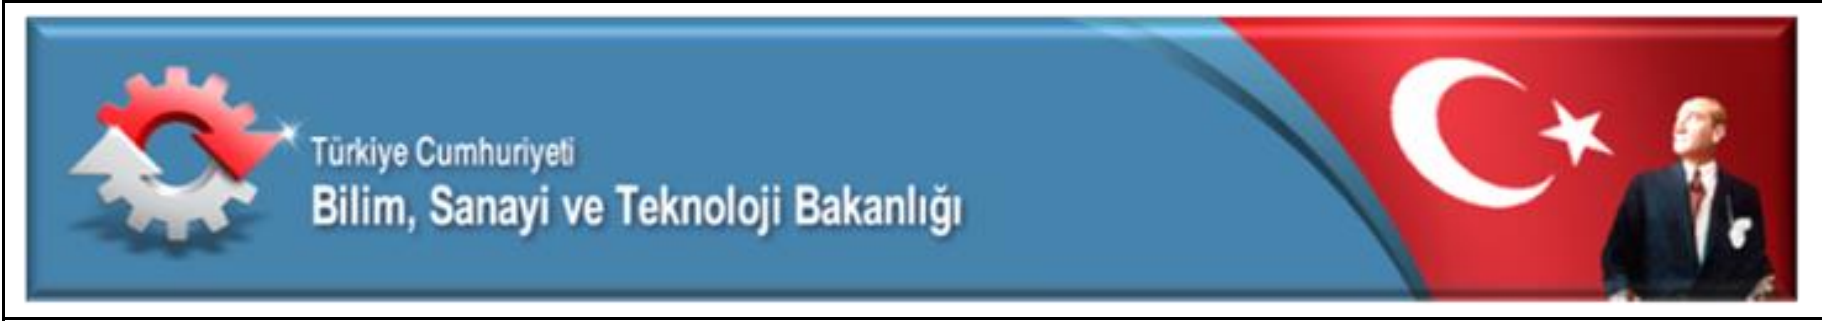 Türkiye Cumhuriyeti
Bilim, Sanayi ve Teknoloji Bakanlığı